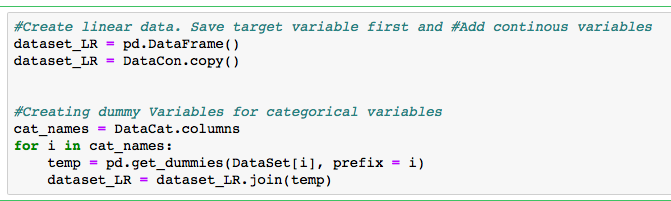 #Create linear data. Save target variable first and #Add continous variables
dataset_LR = pd.DataFrame()
dataset_LR = DataCon.copy()
#Creating dummy Variables for categorical variables
cat_names = DataCat.columns
for i in cat_names:
    temp = pd.get_dummies(DataSet[i], prefix = i)
    dataset_LR = dataset_LR.join(temp)